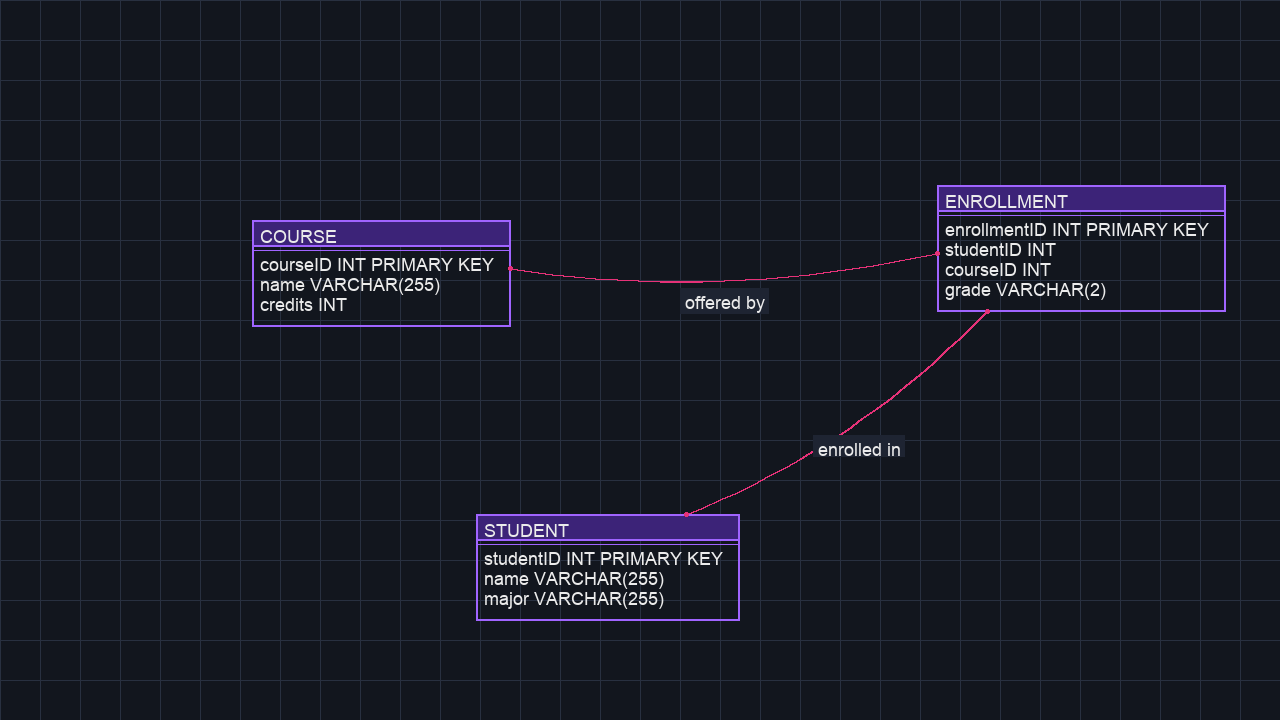 COURSE
courseID INT PRIMARY KEY
name VARCHAR(255)
credits INT
offered by
ENROLLMENT
enrollmentID INT PRIMARY KEY
studentID INT
courseID INT
grade VARCHAR(2)
enrolled in
STUDENT
studentID INT PRIMARY KEY
name VARCHAR(255)
major VARCHAR(255)